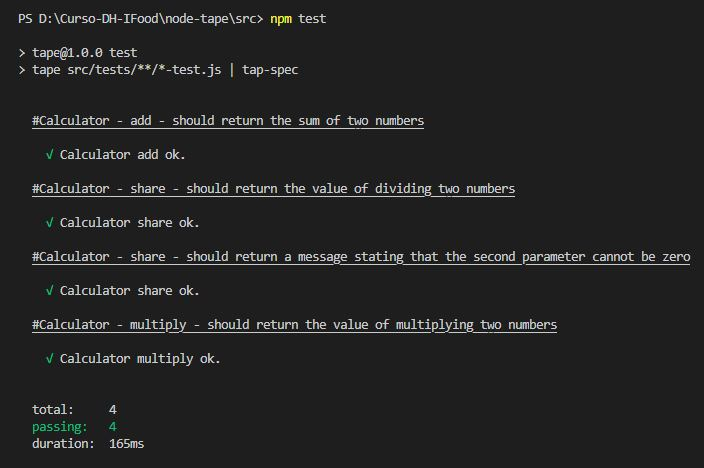 PS D:\Curso-DH-IFood\node-tape\src> npm test
> tape@1.0.0 test
> tape src/tests/**/*-test.js | tap-spec
#Calculator - add - should return the sum of two numbers
√ Calculator add ok.
#Calculator - share - should return the value of dividing two numbers
√ Calculator share ok.
#Calculator - share - should return a message stating that the second parameter cannot be zero
√ Calculator share ok.
#Calculator - multiply - should return the value of multiplying two numbers
√ Calculator multiply ok.
total: 4
passing: 4
duration: 165ms